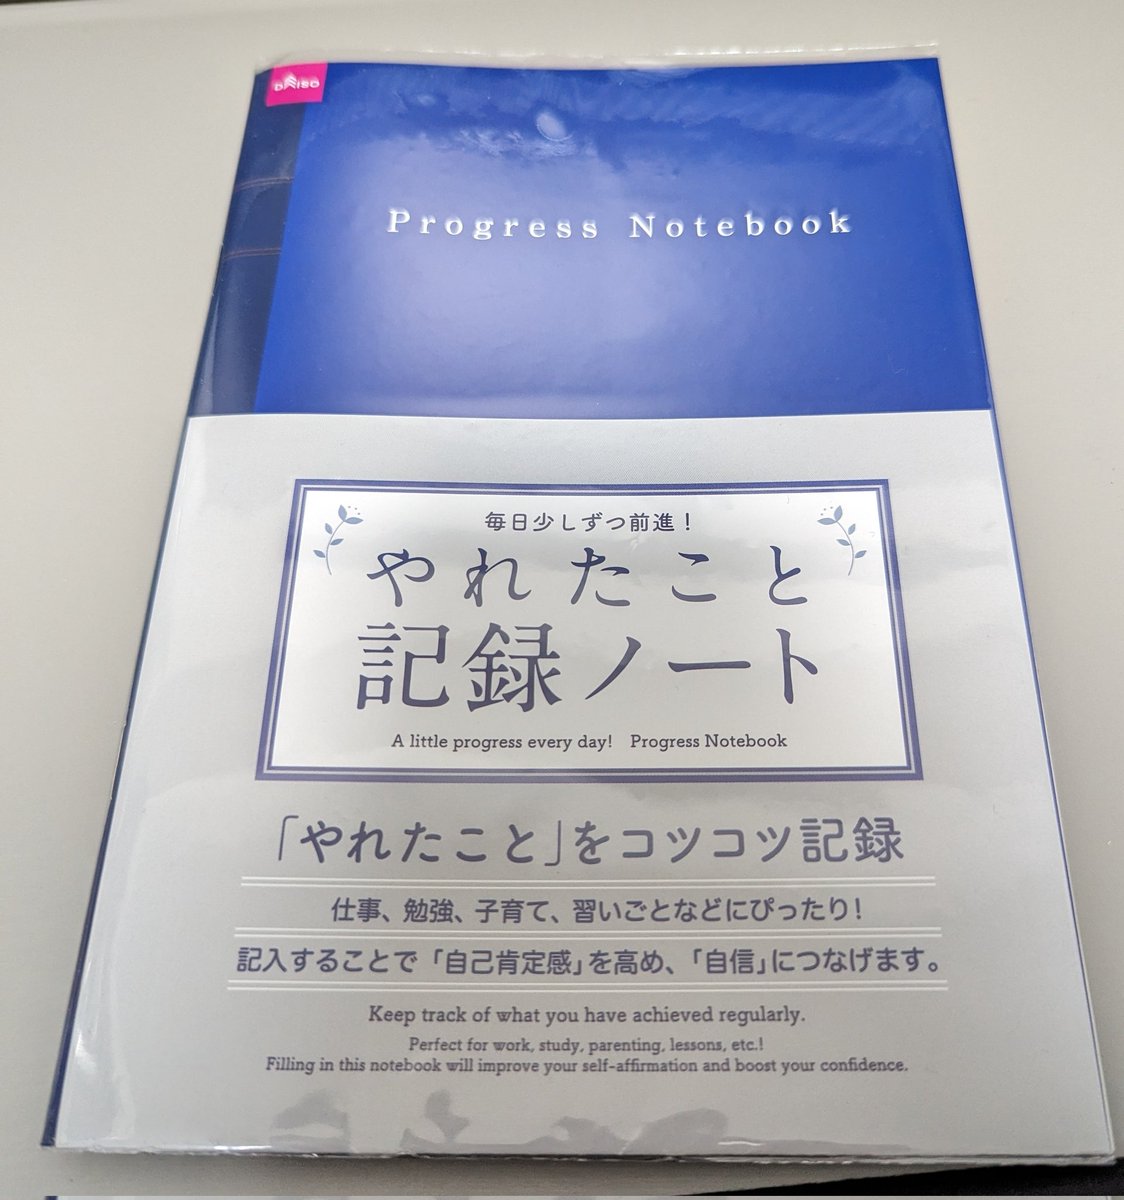 DAISO
Progress Notebook
毎日少しずつ前進!
やれたこと
記録ノート
A little progress every day! Progress Notebook
「やれたこと」をコツコツ記録
仕事、勉強、子育て、習いごとなどにぴったり!
記入することで「自己肯定感」を高め、「自信」につなげます。
Keep track of what you have achieved regularly.
Perfect for work, study, parenting, lessons, etc.!
Filling in this notebook will improve your self-affirmation and boost your confidence.